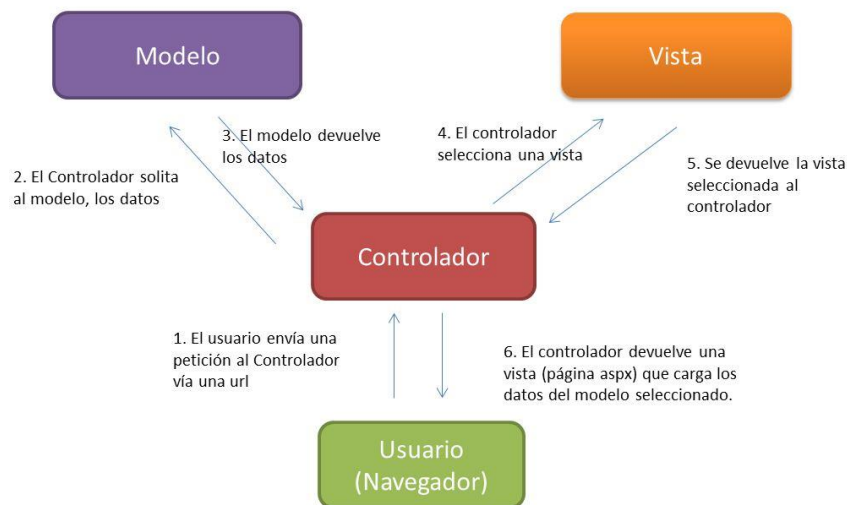 Modelo
Vista
3. El modelo devuelve
los datos
4. El controlador
selecciona una vista
2. El Controlador solita
al modelo, los datos
5. Se devuelve la vista
seleccionada al
controlador
Controlador
1. El usuario envía una
petición al Controlador
vía una url
6. El controlador devuelve una
vista (página aspx) que carga los
datos del modelo seleccionado.
Usuario
(Navegador)